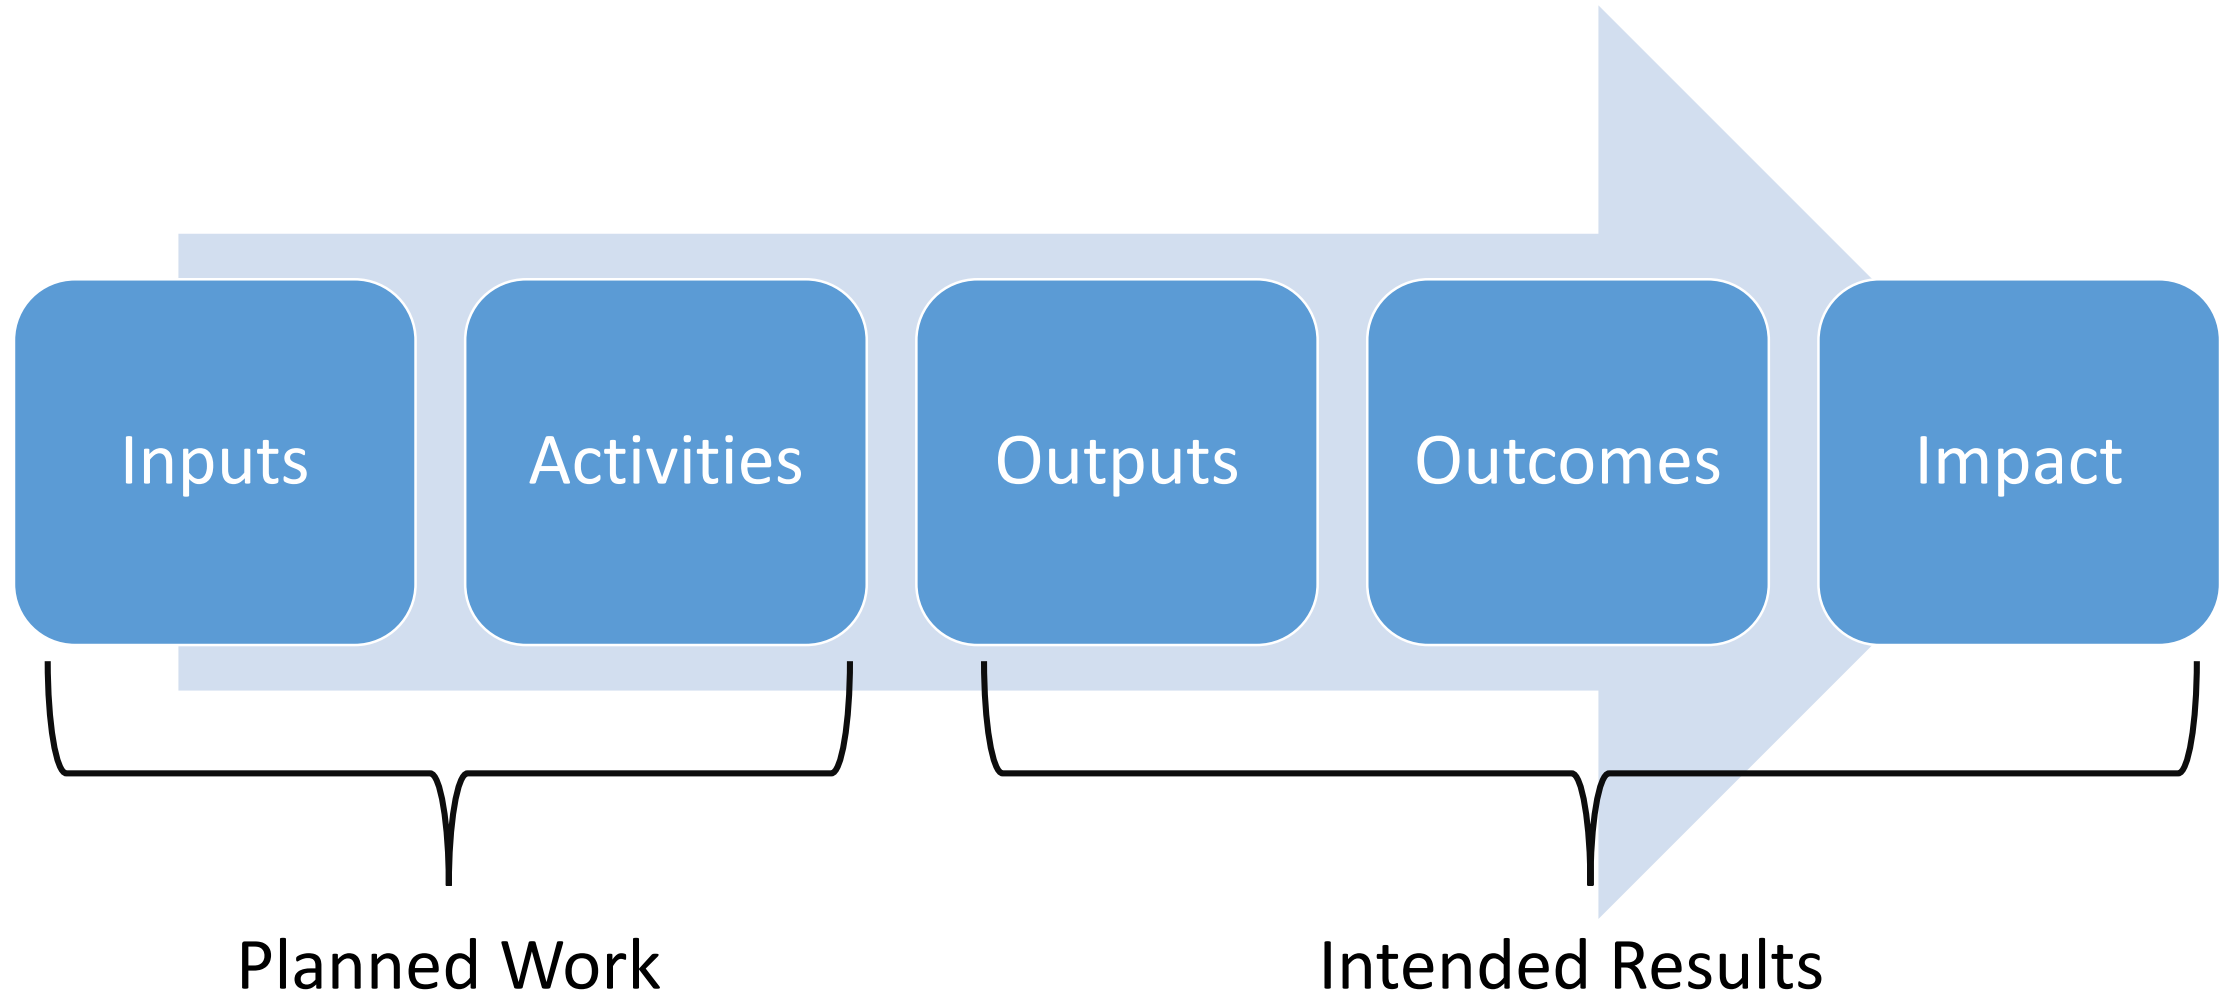 Inputs
Activities
Outputs
Outcomes
Impact
Planned Work
Intended Results